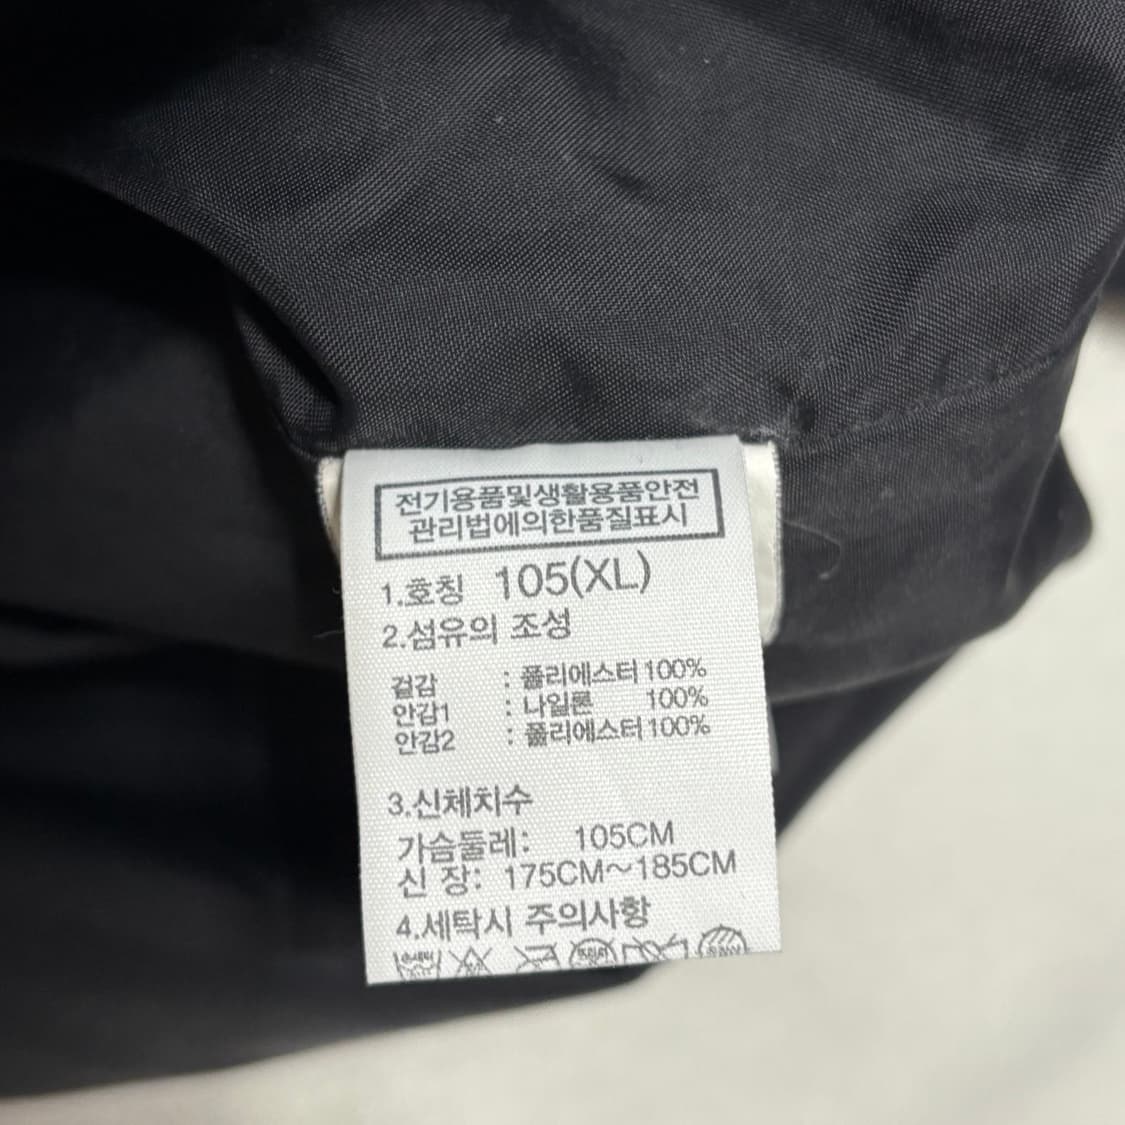 전기용품및생활용품안전
관리법에의한품질표시
1.호칭 105(XL)
2.섬유의 조성
겉감 : 폴리에스터 100%
안감1 : 나일론 100%
안감2 : 폴리에스터 100%
3.신체치수
가슴둘레: 105CM
신 장: 175CM~185CM
4.세탁시 주의사항